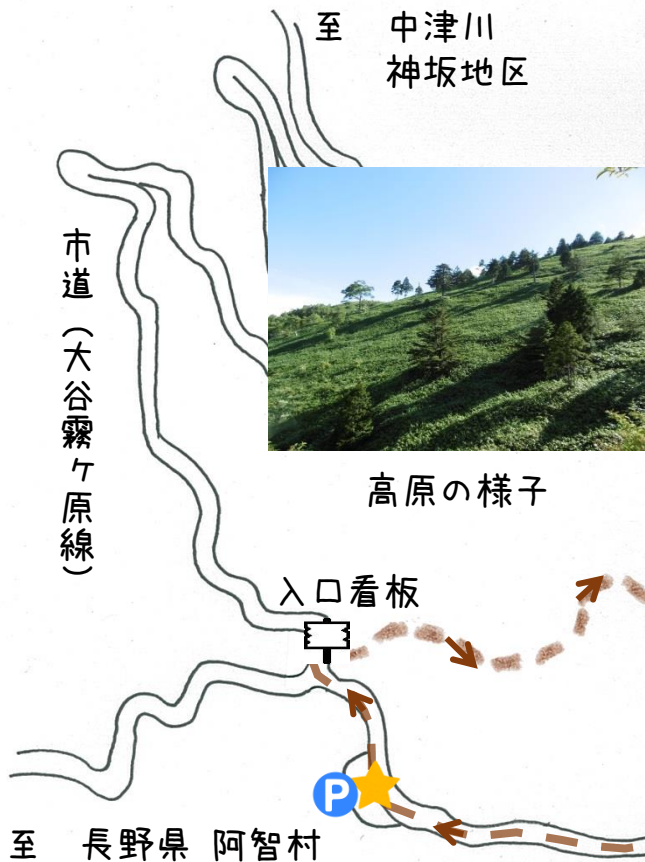 至 中津川
神坂地区
市道（大谷霧ヶ原線）
高原の様子
入口看板
P
至 長野県 阿智村